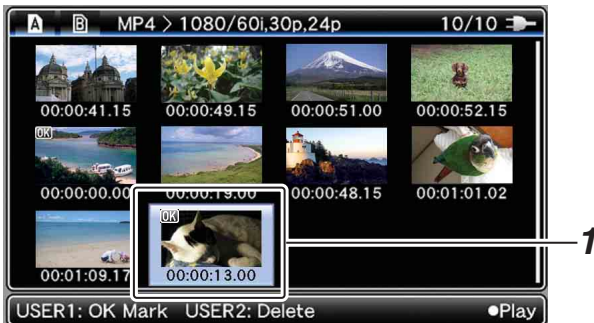 A B MP4 > 1080/60i,30p,24p 10/10
00:00:41.15 00:00:49.15 00:00:51.00 00:00:52.15
OK
00:00:00.00 00:00:19.00 00:00:48.15 00:01:01.02
OK
00:01:09.17 00:00:13.00
1
USER1: OK Mark USER2: Delete ●Play